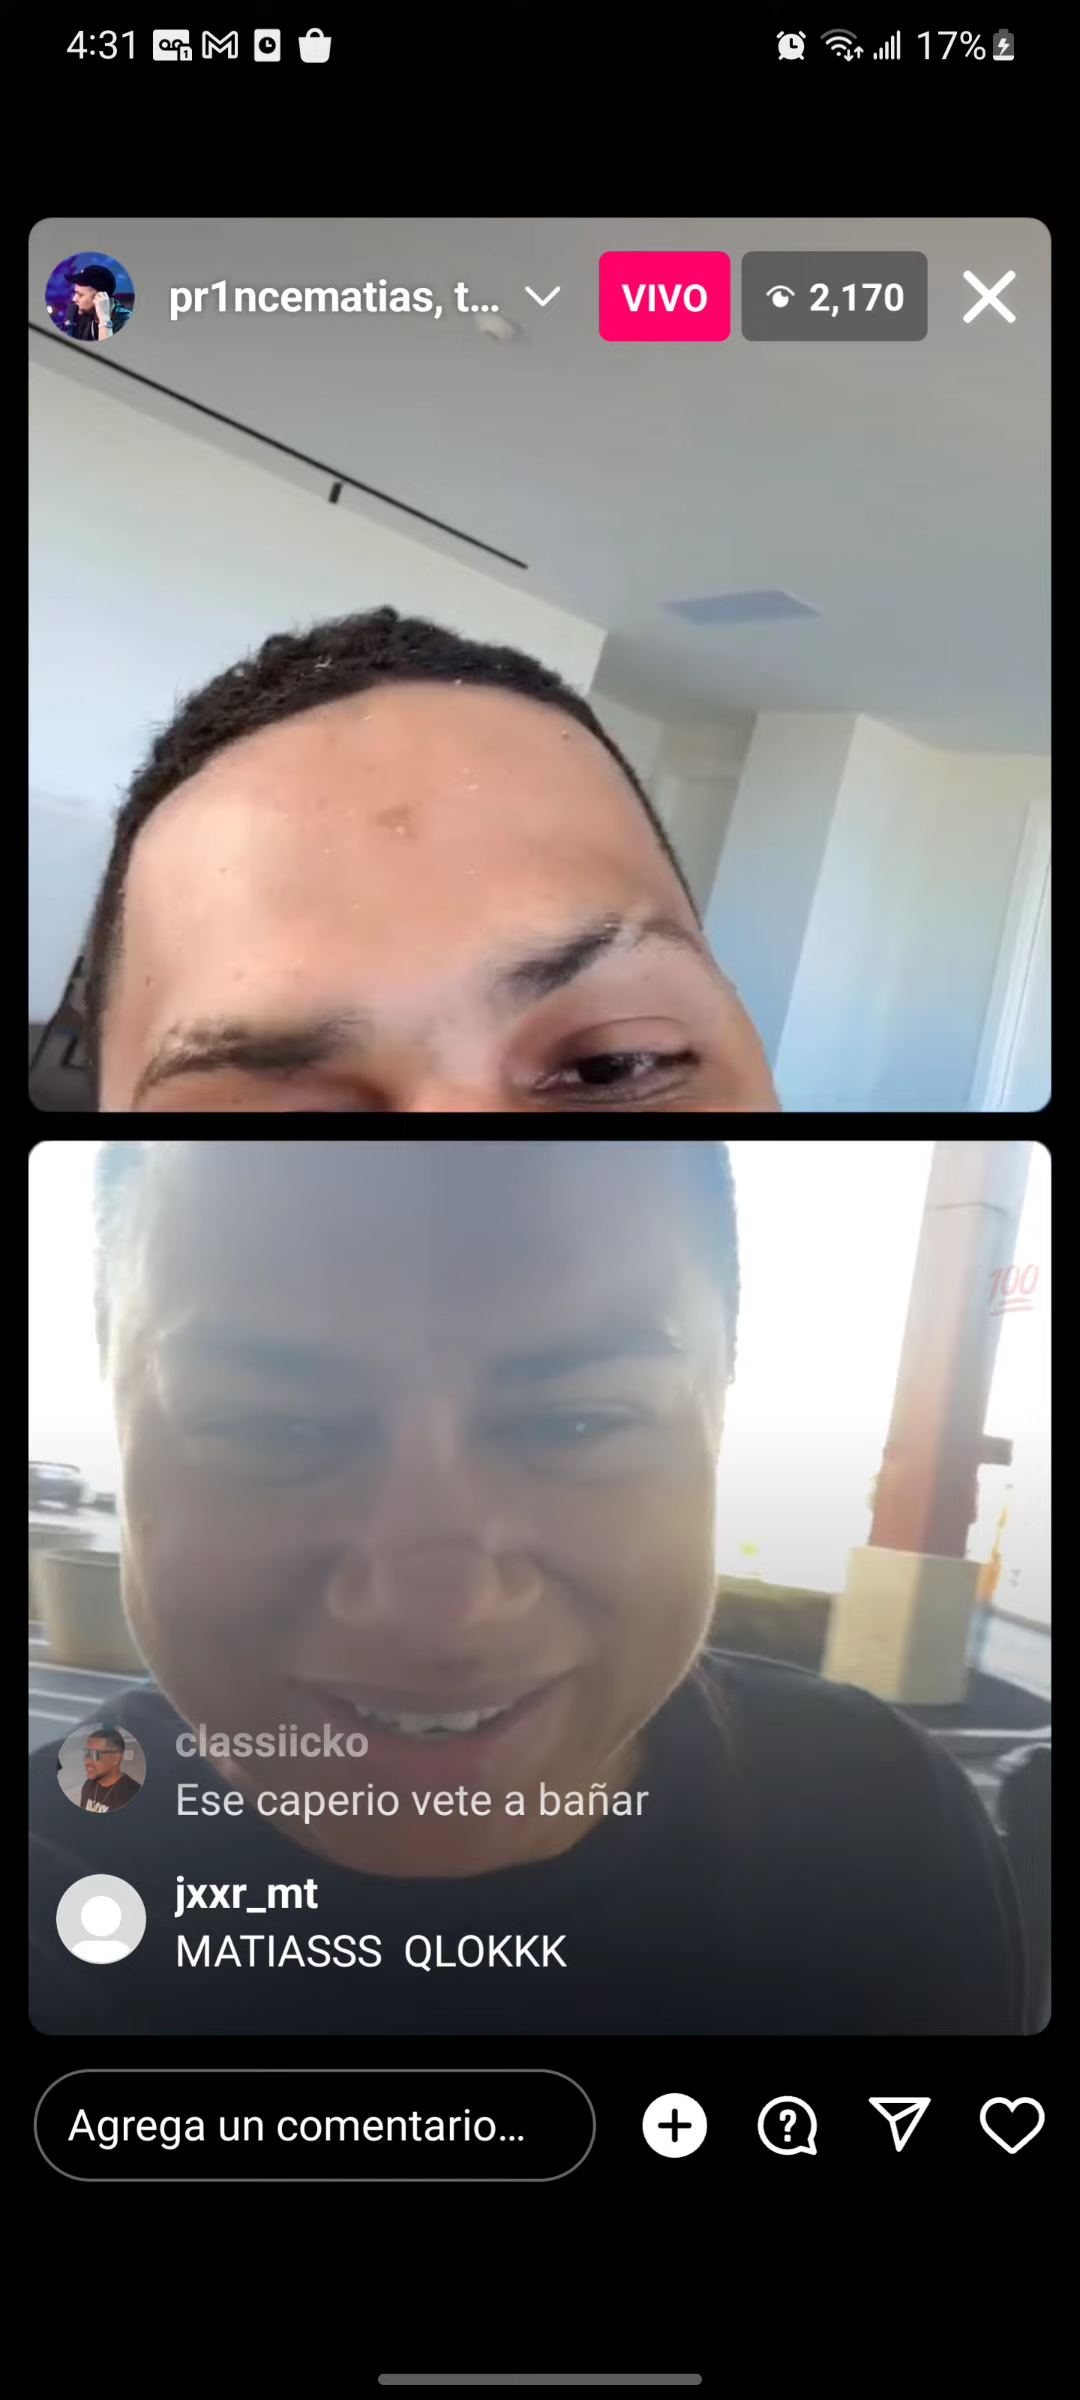 4:31
17%
pr1ncematias, t...
VIVO
2,170
100
classiicko
Ese caperio vete a bañar
jxxr_mt
MATIASSS QLOKKK
Agrega un comentario...